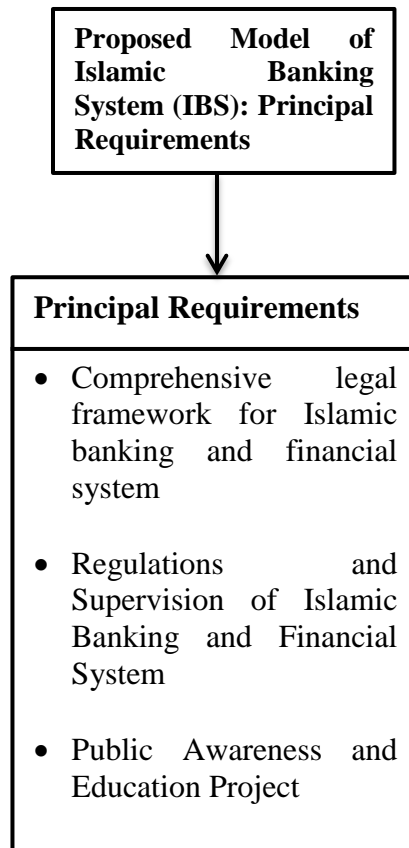 Proposed Model of
Islamic Banking
System (IBS): Principal
Requirements
Principal Requirements
• Comprehensive legal
framework for Islamic
banking and financial
system
• Regulations and
Supervision of Islamic
Banking and Financial
System
• Public Awareness and
Education Project